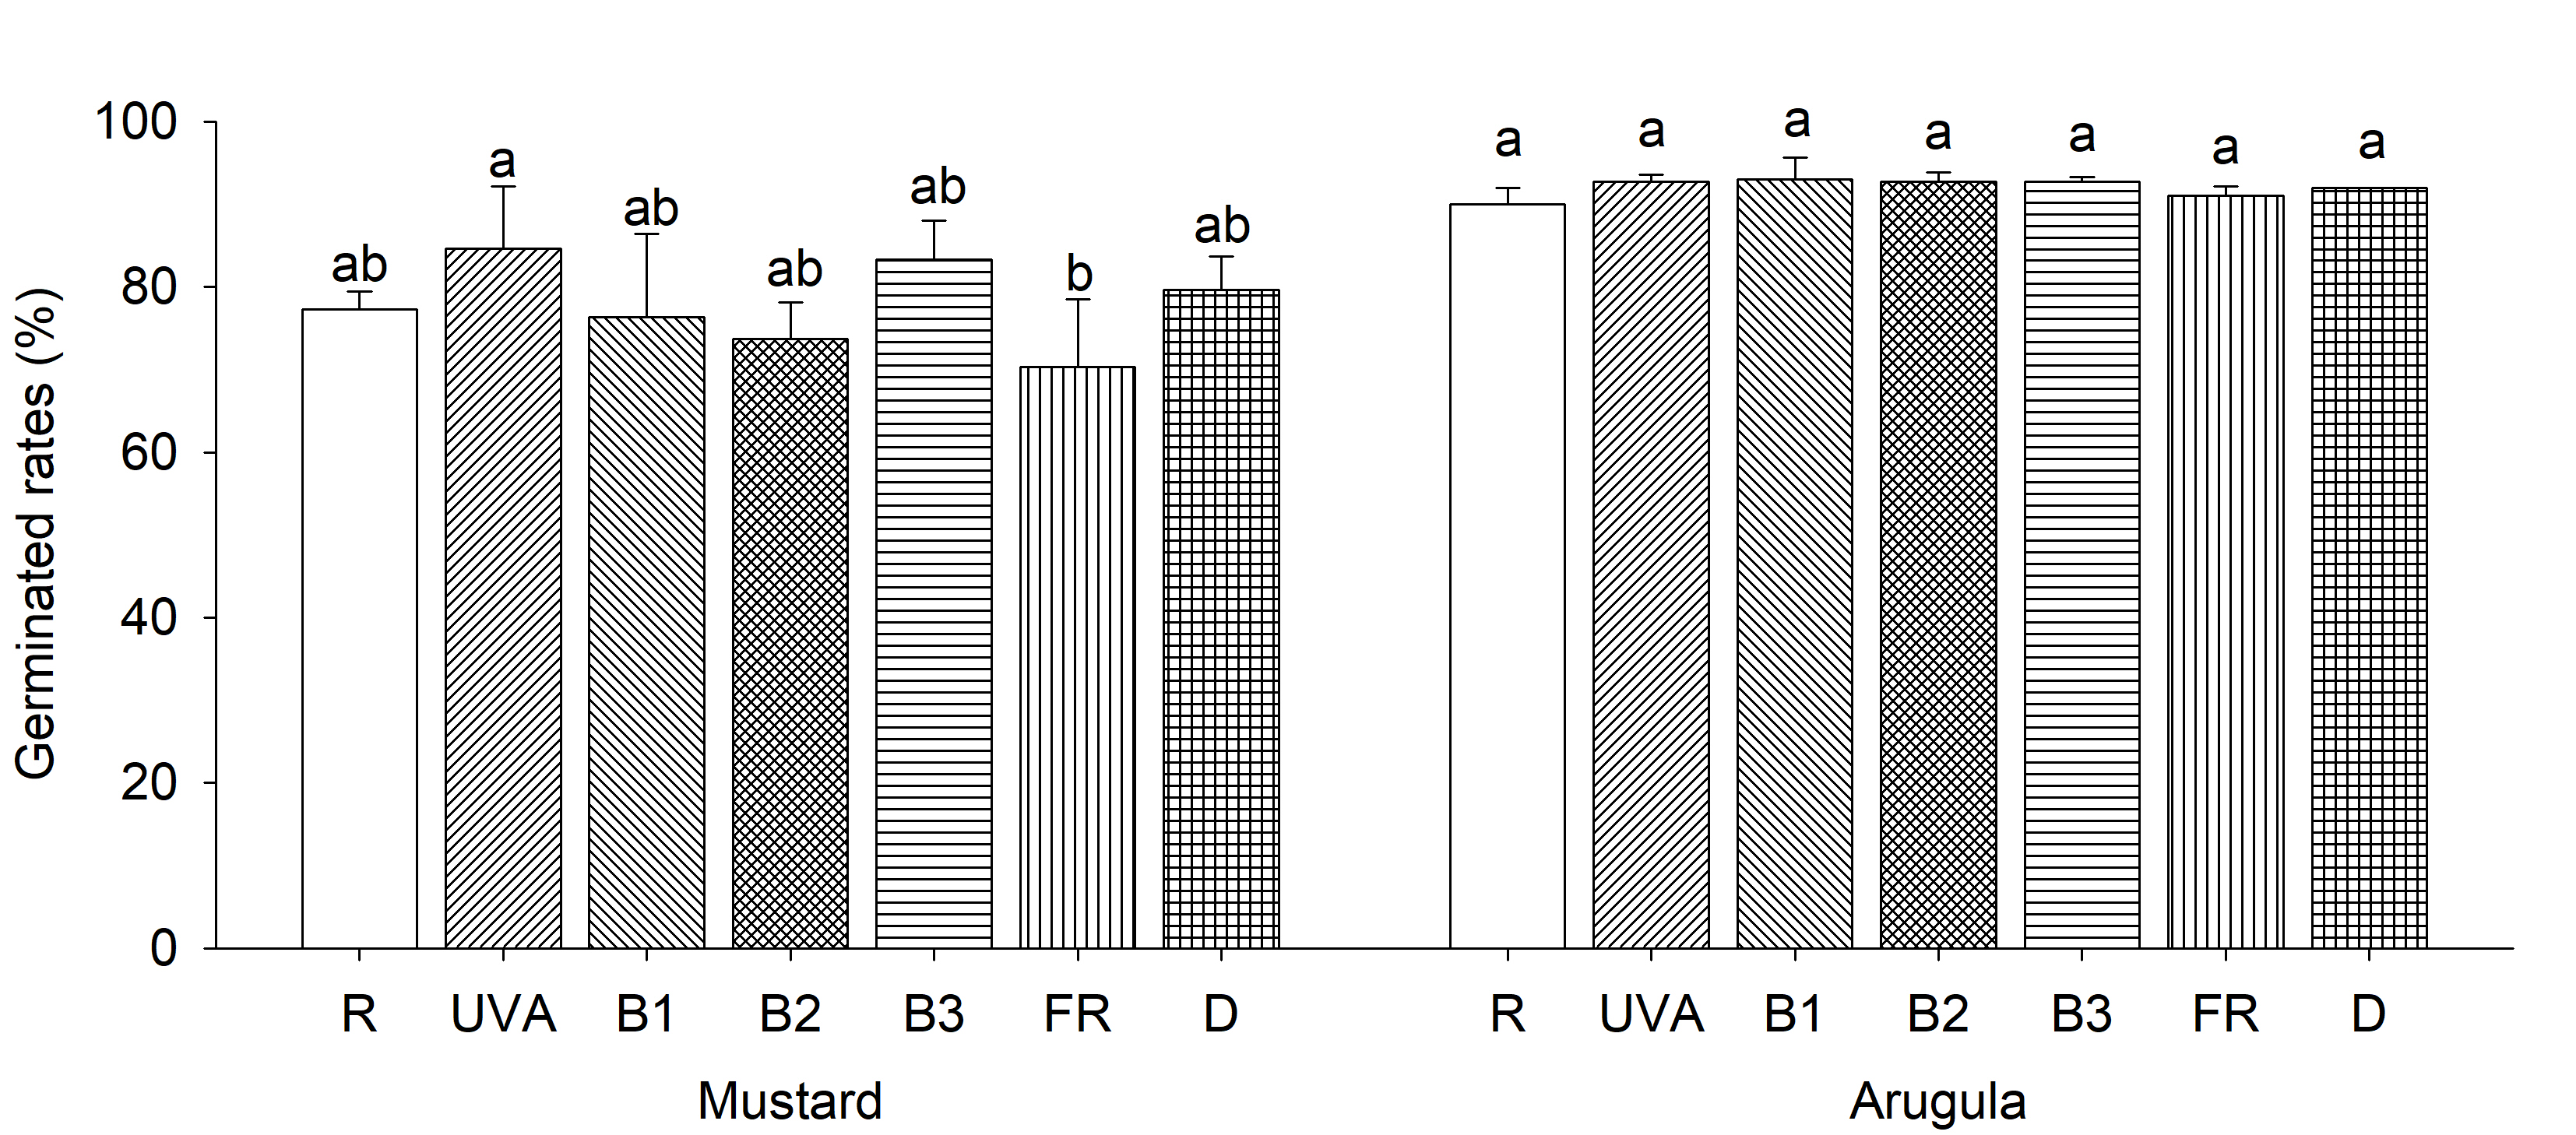 Germinated rates (%)
100
80
60
40
20
0
ab a ab ab ab b ab a a a a a a a
R UVA B1 B2 B3 FR D R UVA B1 B2 B3 FR D
Mustard Arugula